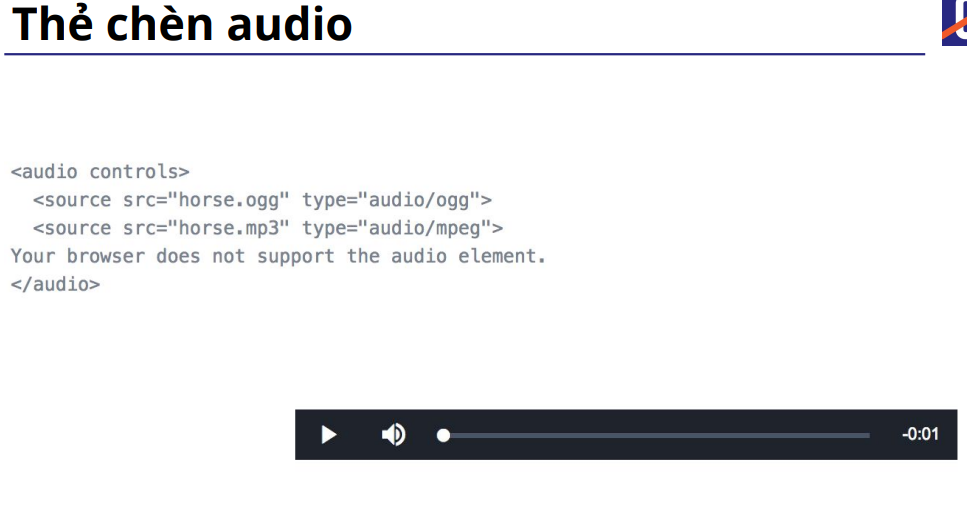 Thẻ chèn audio
<audio controls>
  <source src="horse.ogg" type="audio/ogg">
  <source src="horse.mp3" type="audio/mpeg">
Your browser does not support the audio element.
</audio>
-0:01